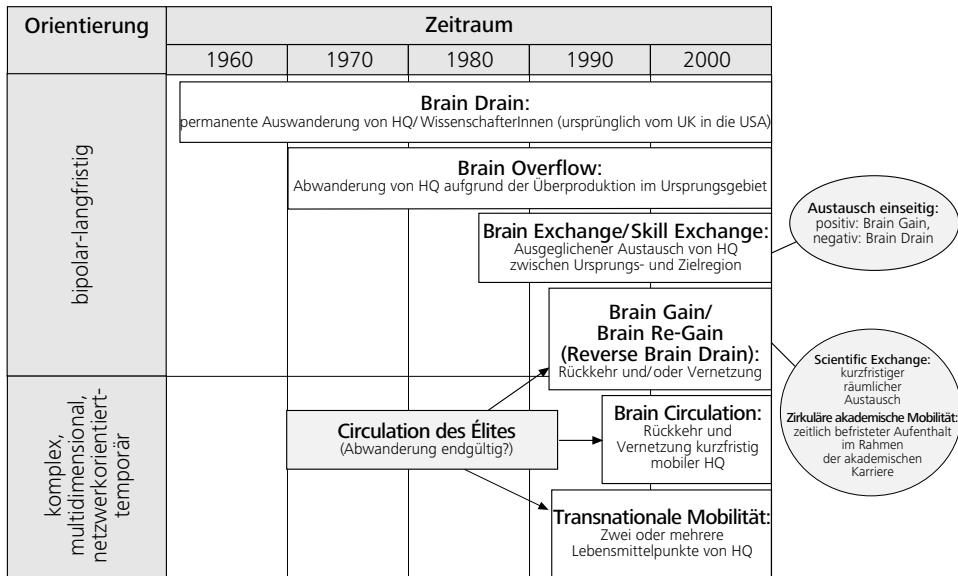 Orientierung
Zeitraum
1960 1970 1980 1990 2000
bipolar-langfristig
Brain Drain:
permanente Auswanderung von HQ/WissenschafterInnen (ursprünglich vom UK in die USA)
Brain Overflow:
Abwanderung von HQ aufgrund der Überproduktion im Ursprungsgebiet
Brain Exchange/Skill Exchange:
Ausgeglichener Austausch von HQ
zwischen Ursprungs- und Zielregion
Austausch einseitig:
positiv: Brain Gain,
negativ: Brain Drain
Brain Gain/
Brain Re-Gain
(Reverse Brain Drain):
Rückkehr und/oder Vernetzung
Scientific Exchange:
kurzfristiger
räumlicher
Austausch
Zirkuläre akademische Mobilität:
zeitlich befristeter Aufenthalt
im Rahmen
der akademischen
Karriere
komplex,
multidimensional,
netzwerkorientiert-
temporär
Circulation des Élites
(Abwanderung endgültig?)
Brain Circulation:
Rückkehr und
Vernetzung kurzfristig
mobiler HQ
Transnationale Mobilität:
Zwei oder mehrere
Lebensmittelpunkte von HQ